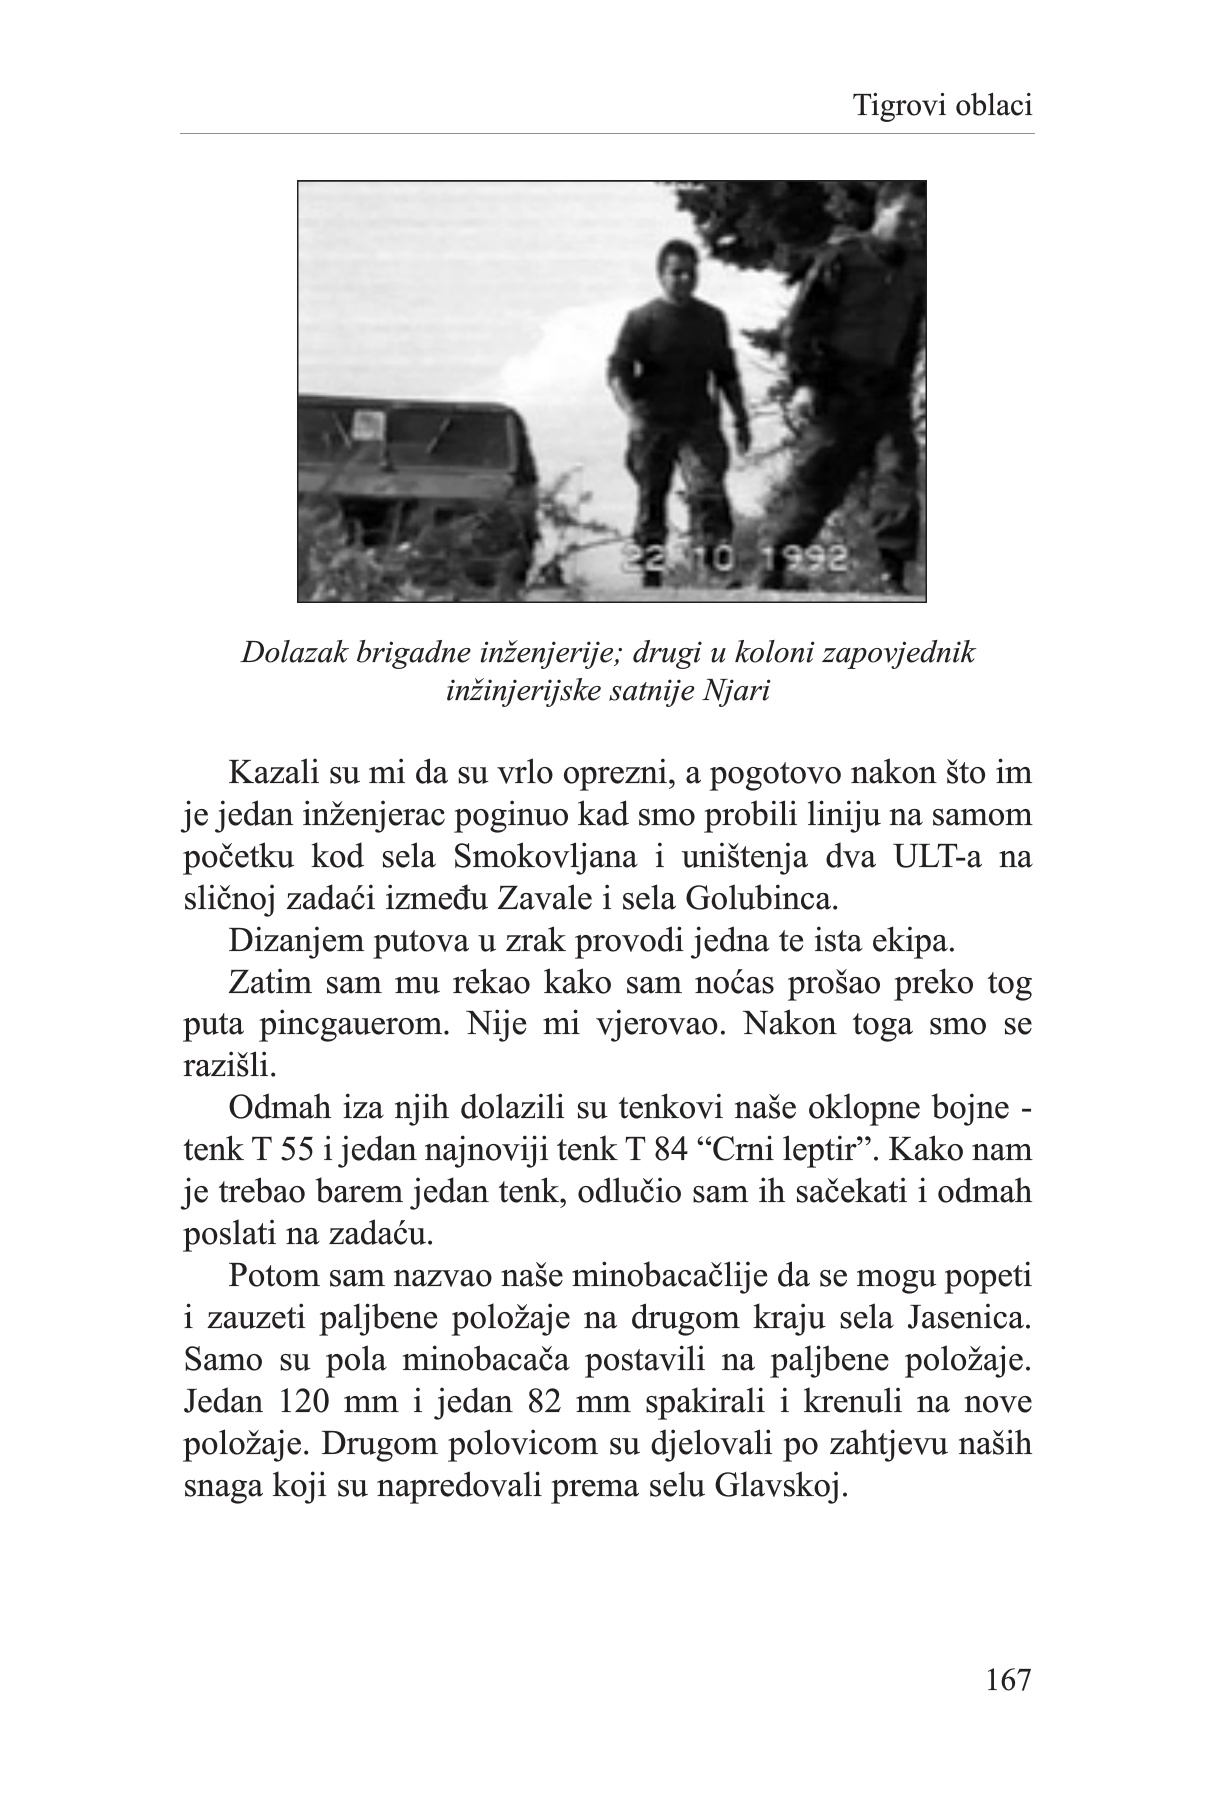 Tigrovi oblaci
22 10 1992
Dolazak brigadne inženjerije; drugi u koloni zapovjednik
inžinjerijske satnije Njari
Kazali su mi da su vrlo oprezni, a pogotovo nakon što im
je jedan inženjerac poginuo kad smo probili liniju na samom
početku kod sela Smokovljana i uništenja dva ULT-a na
sličnoj zadaći između Zavale i sela Golubinca.
Dizanjem putova u zrak provodi jedna te ista ekipa.
Zatim sam mu rekao kako sam noćas prošao preko tog
puta pincgauerom. Nije mi vjerovao. Nakon toga smo se
razišli.
Odmah iza njih dolazili su tenkovi naše oklopne bojne -
tenk T 55 i jedan najnoviji tenk T 84 “Crni leptir”. Kako nam
je trebao barem jedan tenk, odlučio sam ih sačekati i odmah
poslati na zadaću.
Potom sam nazvao naše minobacačlije da se mogu popeti
i zauzeti paljbene položaje na drugom kraju sela Jasenica.
Samo su pola minobacača postavili na paljbene položaje.
Jedan 120 mm i jedan 82 mm spakirali i krenuli na nove
položaje. Drugom polovicom su djelovali po zahtjevu naših
snaga koji su napredovali prema selu Glavskoj.
167